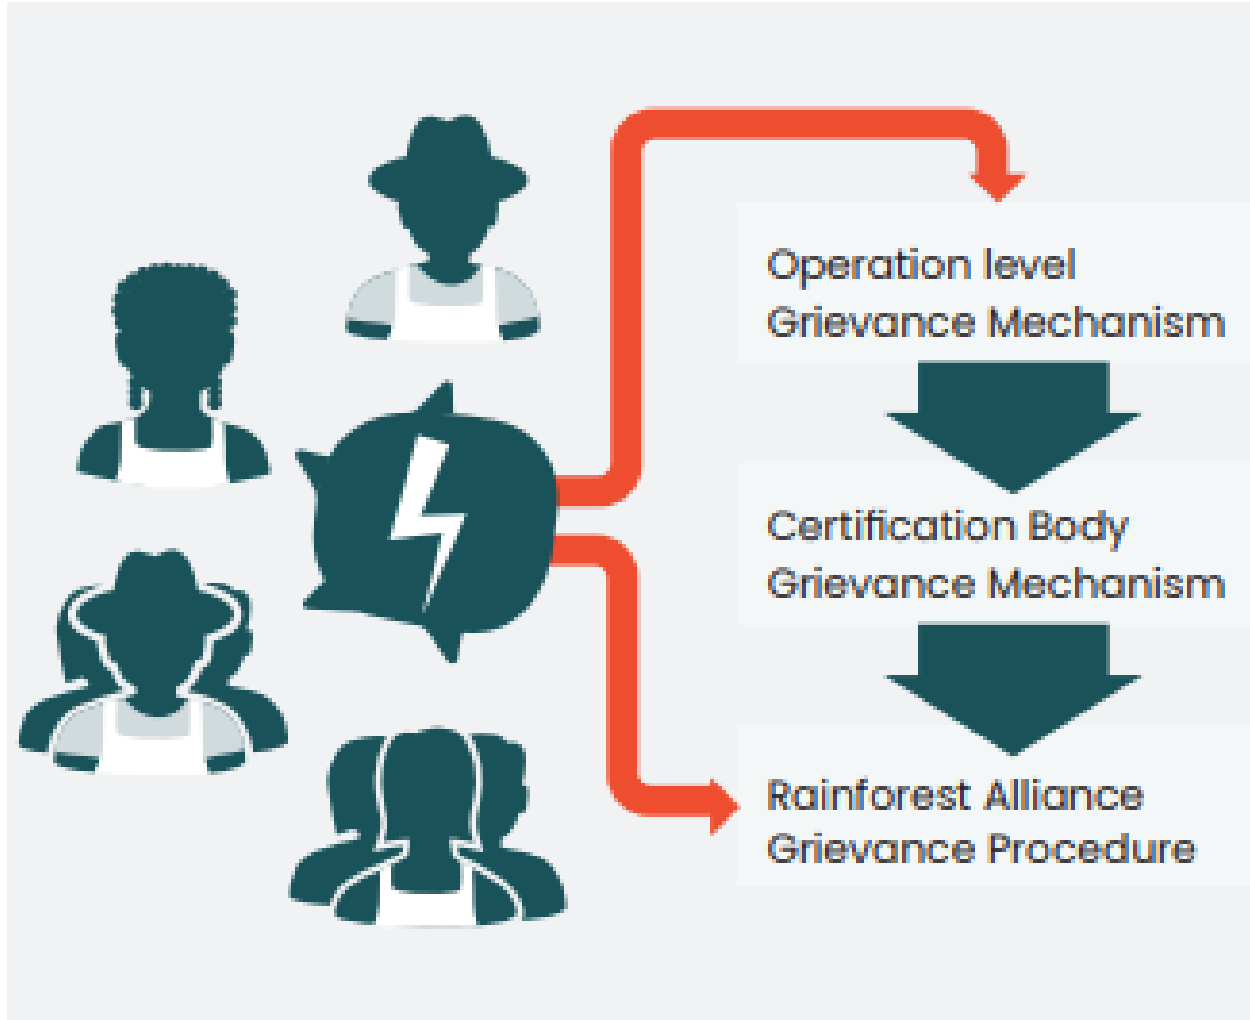 Operation level
Grievance Mechanism
Certification Body
Grievance Mechanism
Rainforest Alliance
Grievance Procedure